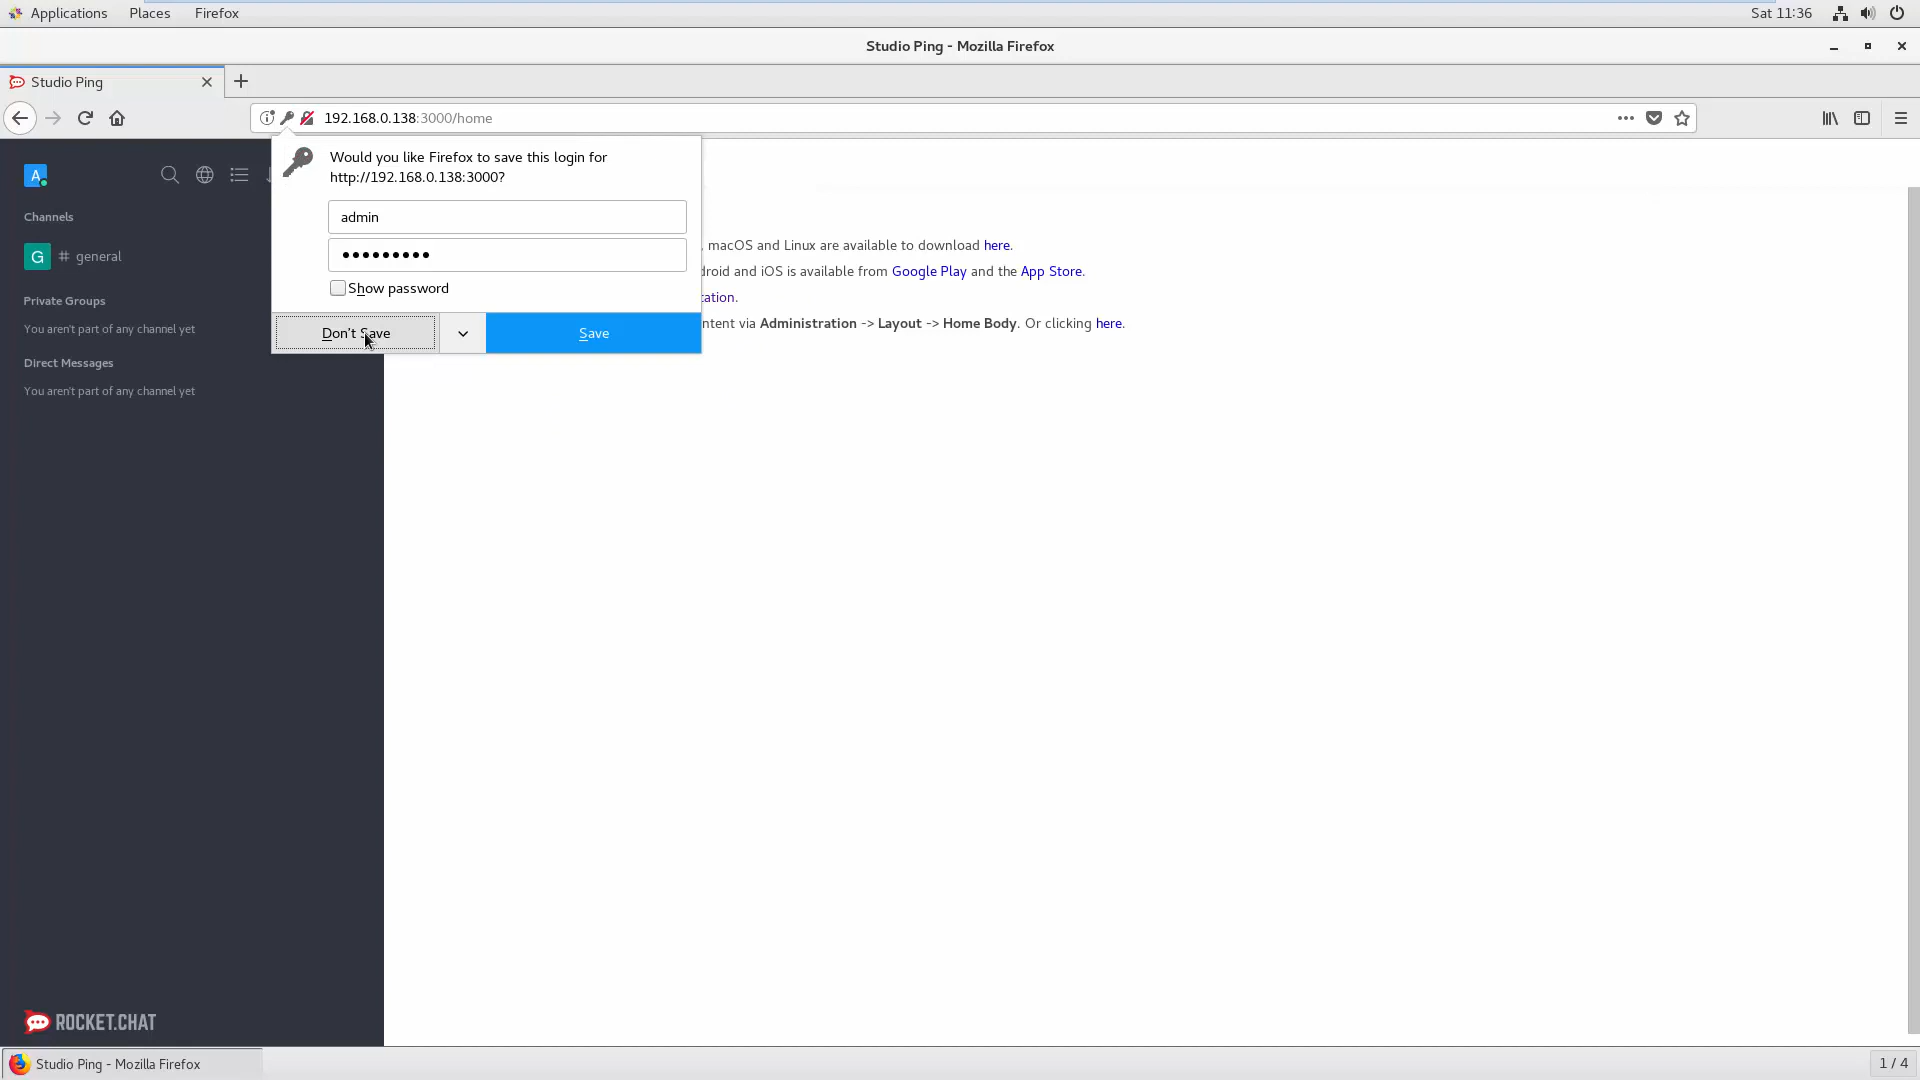 Applications Places Firefox Sat 11:36
Studio Ping - Mozilla Firefox
Studio Ping
192.168.0.138:3000/home
Would you like Firefox to save this login for
http://192.168.0.138:3000?
admin
•••••••••
Show password
Don't Save Save
A
Channels
G # general
Private Groups
You aren't part of any channel yet
Direct Messages
You aren't part of any channel yet
, macOS and Linux are available to download here.
droid and iOS is available from Google Play and the App Store.
tation.
ntent via Administration -> Layout -> Home Body. Or clicking here.
ROCKET.CHAT
Studio Ping - Mozilla Firefox 1 / 4